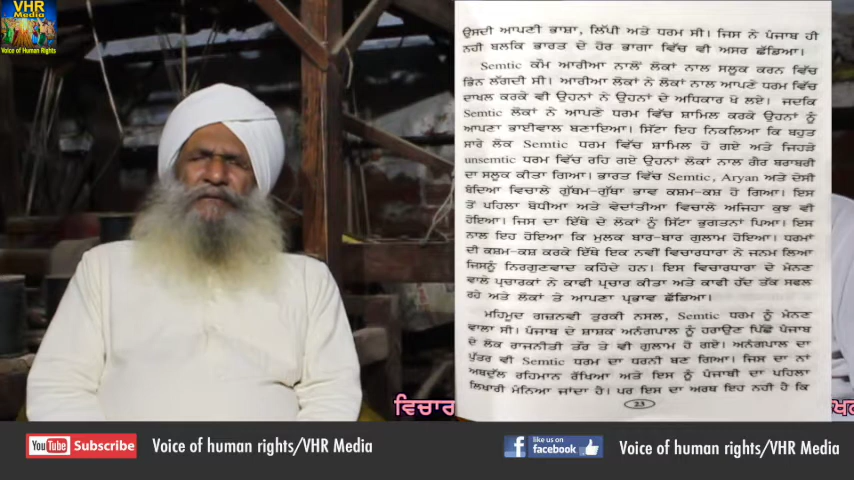 VHR
Media
Voice of Human Rights
ਉਸਦੀ ਆਪਣੀ ਭਾਸ਼ਾ, ਲਿੱਪੀ ਅਤੇ ਧਰਮ ਸੀ। ਜਿਸ ਨੇ ਪੰਜਾਬ ਹੀ
ਨਹੀ ਬਲਕਿ ਭਾਰਤ ਦੇ ਹੋਰ ਭਾਗਾ ਵਿੱਚ ਵੀ ਅਸਰ ਛੱਡਿਆ।
Semtic ਕੌਮ ਆਰੀਆ ਨਾਲੋਂ ਲੋਕਾਂ ਨਾਲ ਸਲੂਕ ਕਰਨ ਵਿੱਚ
ਭਿਨ ਲੱਗਦੀ ਸੀ। ਆਰੀਆ ਲੋਕਾਂ ਨੇ ਲੋਕਾਂ ਨਾਲ ਆਪਣੇ ਧਰਮ ਵਿੱਚ
ਦਾਖਲ ਕਰਕੇ ਵੀ ਉਹਨਾਂ ਨੇ ਉਹਨਾਂ ਦੇ ਅਧਿਕਾਰ ਖੋ ਲਏ। ਜਦਕਿ
Semtic ਲੋਕਾਂ ਨੇ ਆਪਣੇ ਧਰਮ ਵਿੱਚ ਸ਼ਾਮਿਲ ਕਰਕੇ ਉਹਨਾਂ ਨੂੰ
ਆਪਣਾ ਭਾਈਵਾਲ ਬਣਾਇਆ। ਸਿੱਟਾ ਇਹ ਨਿਕਲਿਆ ਕਿ ਬਹੁਤ
ਸਾਰੇ ਲੋਕ Semtic ਧਰਮ ਵਿੱਚ ਸ਼ਾਮਿਲ ਹੋ ਗਏ ਅਤੇ ਜਿਹੜੇ
unsemtic ਧਰਮ ਵਿੱਚ ਰਹਿ ਗਏ ਉਹਨਾਂ ਲੋਕਾਂ ਨਾਲ ਗੈਰ ਬਰਾਬਰੀ
ਦਾ ਸਲੂਕ ਕੀਤਾ ਗਿਆ। ਭਾਰਤ ਵਿੱਚ Semtic, Aryan ਅਤੇ ਦੇਸੀ
ਬੰਦਿਆ ਵਿਚਾਲੇ ਗੁੱਥਮ-ਗੁੱਥਾ ਭਾਵ ਕਸ਼ਮ-ਕਸ਼ ਹੋ ਗਿਆ। ਇਸ
ਤੋ ਪਹਿਲਾ ਬੋਧੀਆ ਅਤੇ ਵੇਦਾਂਤੀਆ ਵਿਚਾਲੇ ਅਜਿਹਾ ਕੁਝ ਵੀ
ਹੋਇਆ। ਜਿਸ ਦਾ ਇੱਥੇ ਦੇ ਲੋਕਾਂ ਨੂੰ ਸਿੱਟਾ ਭੁਗਤਨਾਂ ਪਿਆ। ਇਸ
ਨਾਲ ਇਹ ਹੋਇਆ ਕਿ ਮੁਲਕ ਬਾਰ-ਬਾਰ ਗੁਲਾਮ ਹੋਇਆ। ਧਰਮਾਂ
ਦੀ ਕਸ਼ਮ-ਕਸ਼ ਕਰਕੇ ਇੱਥੇ ਇਕ ਨਵੀਂ ਵਿਚਾਰਧਾਰਾ ਨੇ ਜਨਮ ਲਿਆ
ਜਿਸਨੂੰ ਨਿਰਗੁਣਵਾਦ ਕਹਿੰਦੇ ਹਨ। ਇਸ ਵਿਚਾਰਧਾਰਾ ਦੇ ਮੰਨਣ
ਵਾਲੇ ਪ੍ਰਚਾਰਕਾਂ ਨੇ ਕਾਫੀ ਪ੍ਰਚਾਰ ਕੀਤਾ ਅਤੇ ਕਾਫੀ ਹੱਦ ਤੱਕ ਸਫਲ
ਰਹੇ ਅਤੇ ਲੋਕਾਂ ਤੇ ਆਪਣਾ ਪ੍ਰਭਾਵ ਛੱਡਿਆ।
ਮਹਿਮੂਦ ਗਜ਼ਨਵੀ ਤੁਰਕੀ ਨਸਲ, Semtic ਧਰਮ ਨੂੰ ਮੰਨਣ
ਵਾਲਾ ਸੀ। ਪੰਜਾਬ ਦੇ ਸ਼ਾਸ਼ਕ ਅਨੰਗਪਾਲ ਨੂੰ ਹਰਾਉਣ ਪਿੱਛੋਂ ਪੰਜਾਬ
ਦੇ ਲੋਕ ਰਾਜਨੀਤੀ ਤੌਰ ਤੇ ਵੀ ਗੁਲਾਮ ਹੋ ਗਏ। ਅਨੰਗਪਾਲ ਦਾ
ਪੁੱਤਰ ਵੀ Semtic ਧਰਮ ਦਾ ਧਰਨੀ ਬਣ ਗਿਆ। ਜਿਸ ਦਾ ਨਾਂ
ਅਬਦੁੱਲ ਰਹਿਮਾਨ ਰੱਖਿਆ ਅਤੇ ਇਸ ਨੂੰ ਪੰਜਾਬੀ ਦਾ ਪਹਿਲਾ
ਲਿਖਾਰੀ ਮੰਨਿਆ ਜਾਂਦਾ ਹੈ। ਪਰ ਇਸ ਦਾ ਅਰਥ ਇਹ ਨਹੀ ਹੈ ਕਿ
23
ਵਿਚਾਰ
YouTube Subscribe
Voice of human rights/VHR Media
like us on
facebook
Voice of human rights/VHR Media